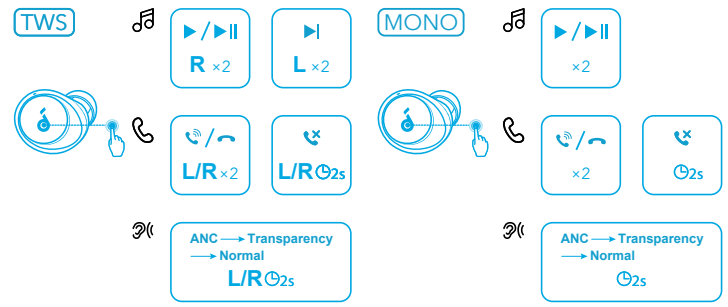 TWS
R ×2
L ×2
L/R ×2
L/R 2s
ANC → Transparency
→ Normal
L/R 2s
MONO
×2
×2
2s
ANC → Transparency
→ Normal
2s